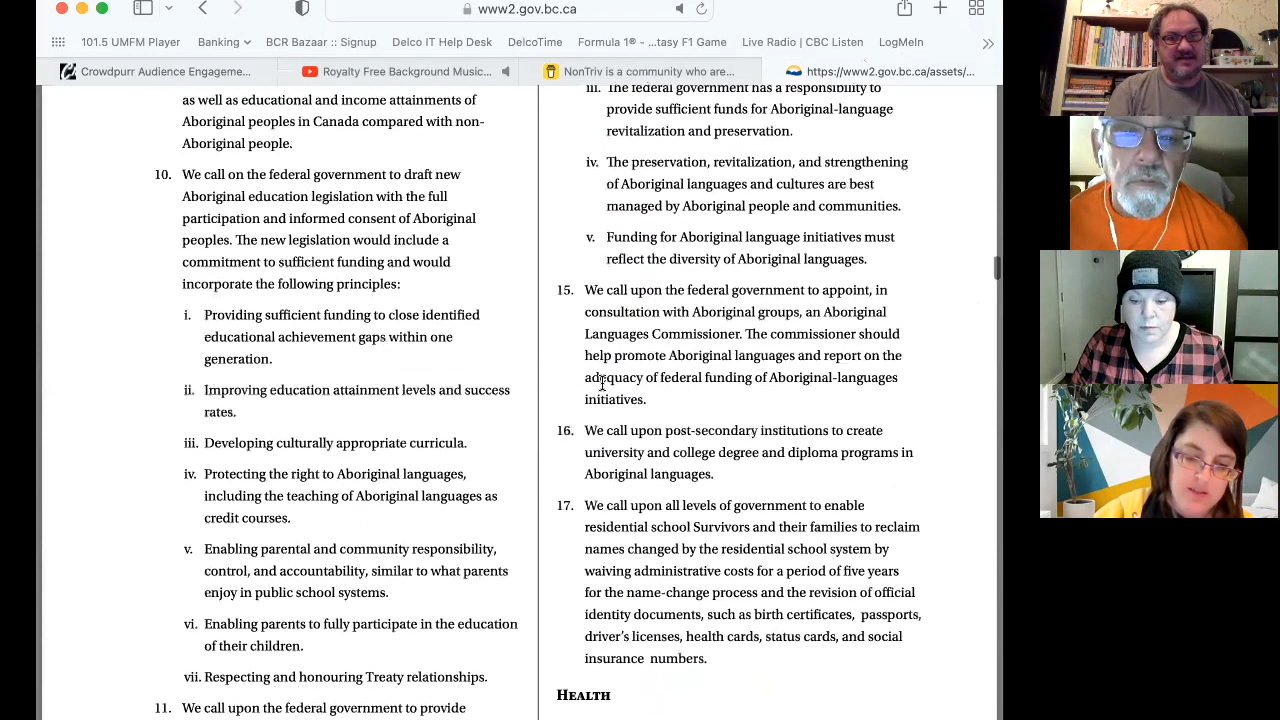 www2.gov.bc.ca
101.5 UMFM Player
Banking
BCR Bazaar :: Signup
Delco IT Help Desk
DelcoTime
Formula 1® - ...tasy F1 Game
Live Radio | CBC Listen
LogMeIn
Crowdpurr Audience Engageme...
Royalty Free Background Music...
NonTriv is a community who are...
https://www2.gov.bc.ca/assets/...
as well as educational and income attainments of
Aboriginal peoples in Canada compared with non-
Aboriginal people.
10. We call on the federal government to draft new
Aboriginal education legislation with the full
participation and informed consent of Aboriginal
peoples. The new legislation would include a
commitment to sufficient funding and would
incorporate the following principles:
i. Providing sufficient funding to close identified
educational achievement gaps within one
generation.
ii. Improving education attainment levels and success
rates.
iii. Developing culturally appropriate curricula.
iv. Protecting the right to Aboriginal languages,
including the teaching of Aboriginal languages as
credit courses.
v. Enabling parental and community responsibility,
control, and accountability, similar to what parents
enjoy in public school systems.
vi. Enabling parents to fully participate in the education
of their children.
vii. Respecting and honouring Treaty relationships.
11. We call upon the federal government to provide
iii. The federal government has a responsibility to
provide sufficient funds for Aboriginal-language
revitalization and preservation.
iv. The preservation, revitalization, and strengthening
of Aboriginal languages and cultures are best
managed by Aboriginal people and communities.
v. Funding for Aboriginal language initiatives must
reflect the diversity of Aboriginal languages.
15. We call upon the federal government to appoint, in
consultation with Aboriginal groups, an Aboriginal
Languages Commissioner. The commissioner should
help promote Aboriginal languages and report on the
adequacy of federal funding of Aboriginal-languages
initiatives.
16. We call upon post-secondary institutions to create
university and college degree and diploma programs in
Aboriginal languages.
17. We call upon all levels of government to enable
residential school Survivors and their families to reclaim
names changed by the residential school system by
waiving administrative costs for a period of five years
for the name-change process and the revision of official
identity documents, such as birth certificates, passports,
driver's licenses, health cards, status cards, and social
insurance numbers.
HEALTH